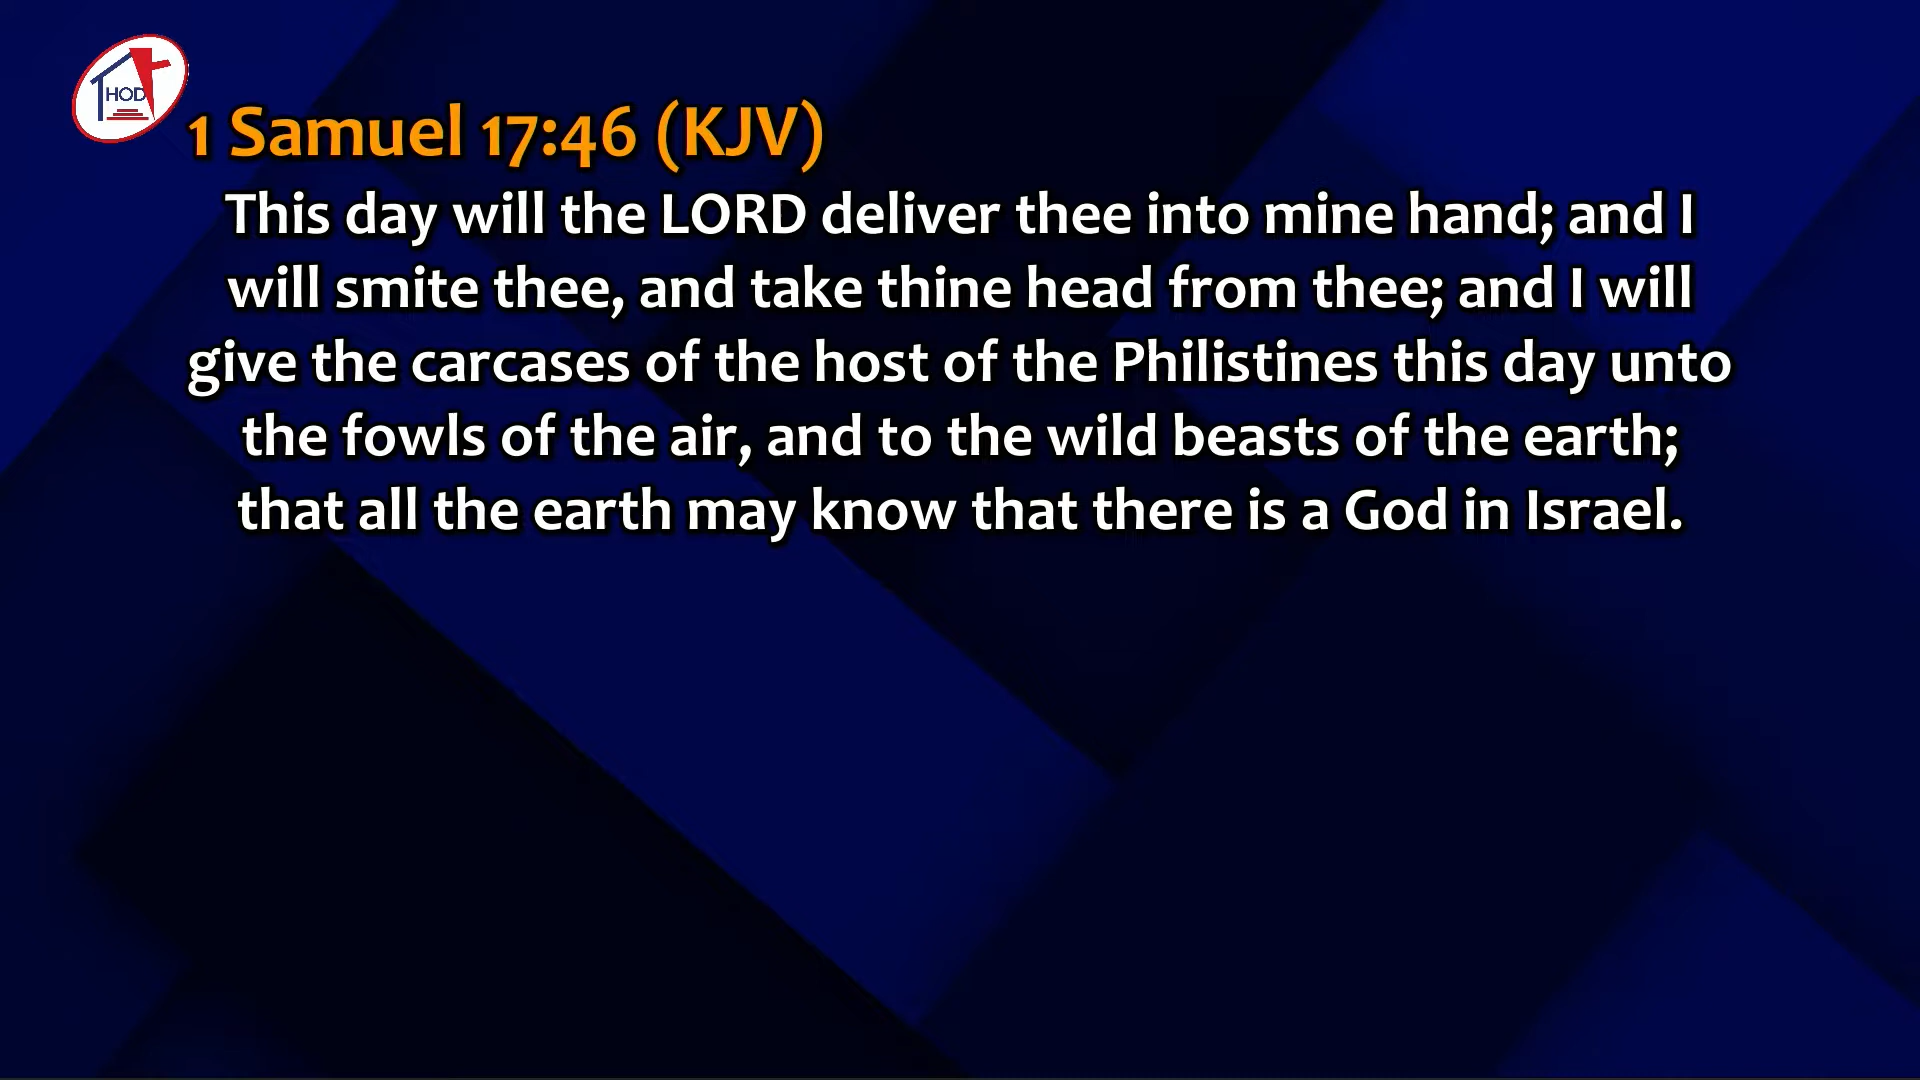 HOD
1 Samuel 17:46 (KJV)
This day will the LORD deliver thee into mine hand; and I
will smite thee, and take thine head from thee; and I will
give the carcases of the host of the Philistines this day unto
the fowls of the air, and to the wild beasts of the earth;
that all the earth may know that there is a God in Israel.